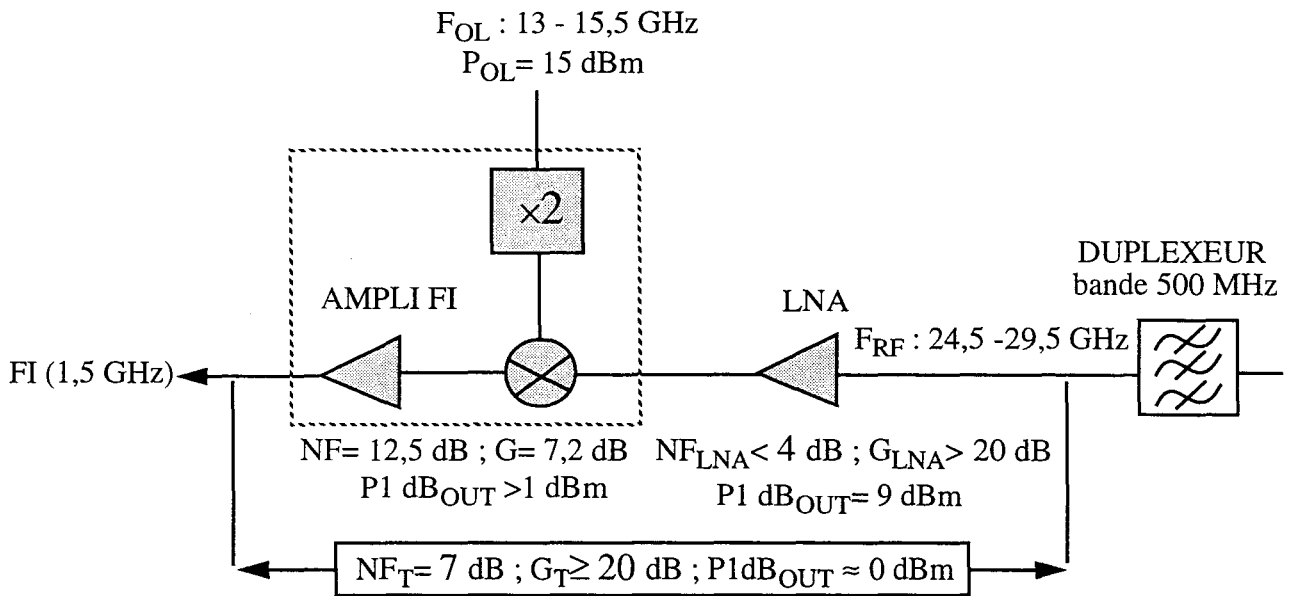 F_OL : 13 - 15,5 GHz
P_OL= 15 dBm
×2
DUPLEXEUR
bande 500 MHz
AMPLI FI
LNA
F_RF : 24,5 -29,5 GHz
FI (1,5 GHz)
NF= 12,5 dB ; G= 7,2 dB
P1 dB_OUT >1 dBm
NF_LNA< 4 dB ; G_LNA> 20 dB
P1 dB_OUT= 9 dBm
NF_T= 7 dB ; G_T≥ 20 dB ; P1dB_OUT ≈ 0 dBm